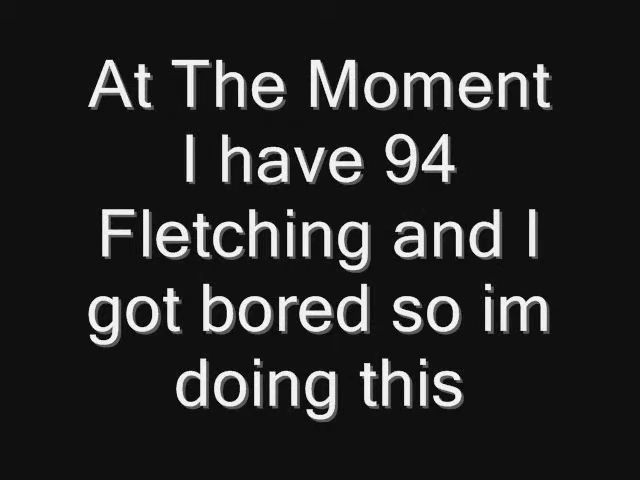 At The Moment
I have 94
Fletching and I
got bored so im
doing this